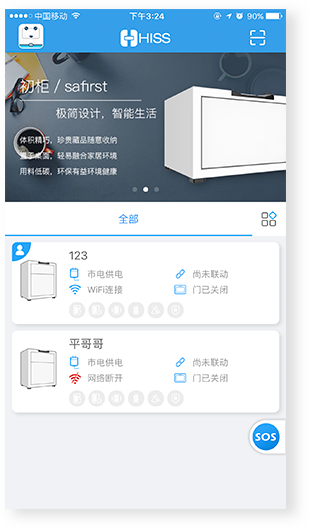 中国移动 下午3:24 90%
HISS
初柜 / safirst
极简设计，智能生活
体积精巧，珍贵藏品随意收纳
置于桌面，轻易融合家居环境
用料低碳，环保有益环境健康
全部
123
市电供电 尚未联动
WiFi连接 门已关闭
平哥哥
市电供电 尚未联动
网络断开 门已关闭
SOS